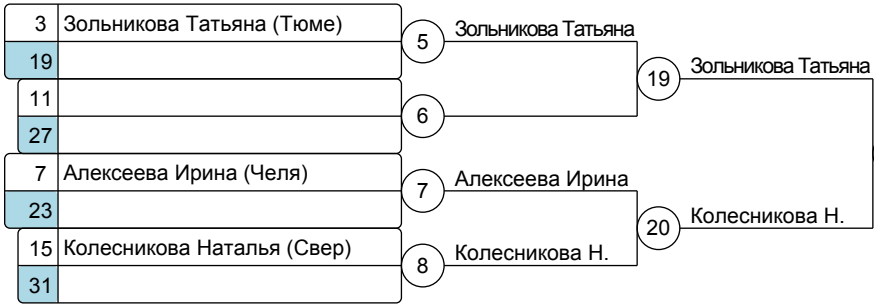 3 Зольникова Татьяна (Тюме)
19
5 Зольникова Татьяна
11
27
6
19 Зольникова Татьяна
7 Алексеева Ирина (Челя)
23
7 Алексеева Ирина
15 Колесникова Наталья (Свер)
31
8 Колесникова Н.
20 Колесникова Н.